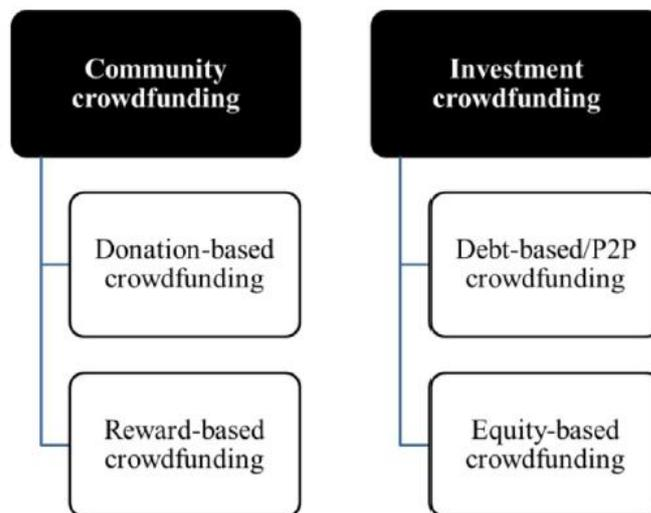 Community
crowdfunding
Donation-based
crowdfunding
Reward-based
crowdfunding
Investment
crowdfunding
Debt-based/P2P
crowdfunding
Equity-based
crowdfunding